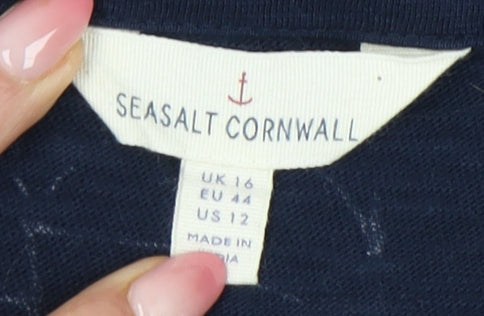 SEASALT CORNWALL
UK 16
EU 44
US 12
MADE IN